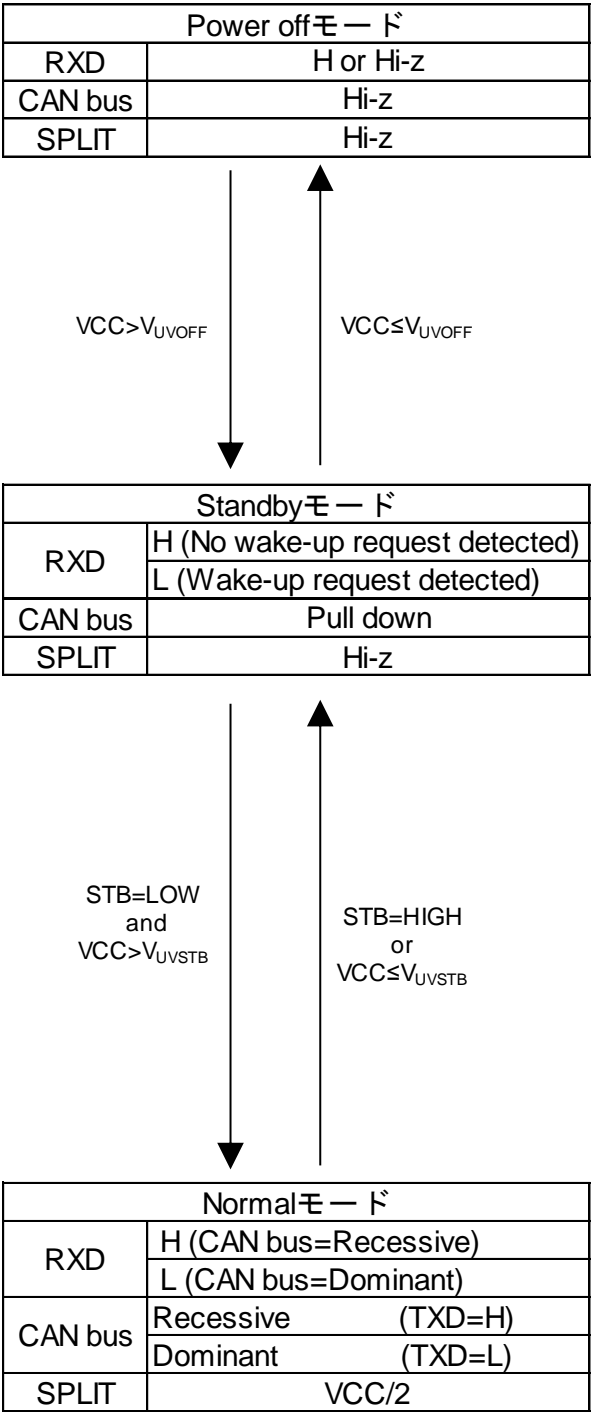 Power offモード
RXD H or Hi-z
CAN bus Hi-z
SPLIT Hi-z
VCC>VUVOFF
VCC≤VUVOFF
Standbyモード
RXD
H (No wake-up request detected)
L (Wake-up request detected)
CAN bus Pull down
SPLIT Hi-z
STB=LOW
and
VCC>VUVSTB
STB=HIGH
or
VCC≤VUVSTB
Normalモード
RXD
H (CAN bus=Recessive)
L (CAN bus=Dominant)
CAN bus
Recessive (TXD=H)
Dominant (TXD=L)
SPLIT VCC/2